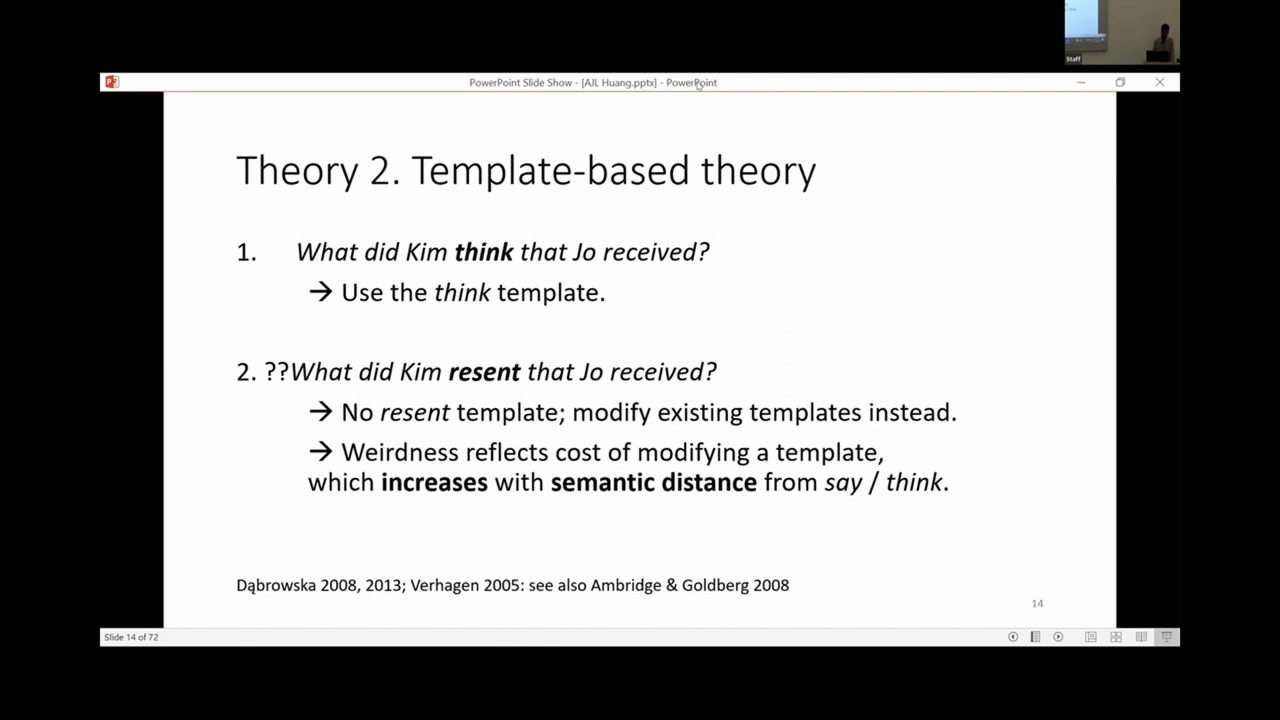 Staff
PowerPoint Slide Show - [AJL Huang.pptx] - PowerPoint
Theory 2. Template-based theory
1. What did Kim think that Jo received?
→ Use the think template.
2. ??What did Kim resent that Jo received?
→ No resent template; modify existing templates instead.
→ Weirdness reflects cost of modifying a template,
which increases with semantic distance from say / think.
Dąbrowska 2008, 2013; Verhagen 2005: see also Ambridge & Goldberg 2008
14
Slide 14 of 72